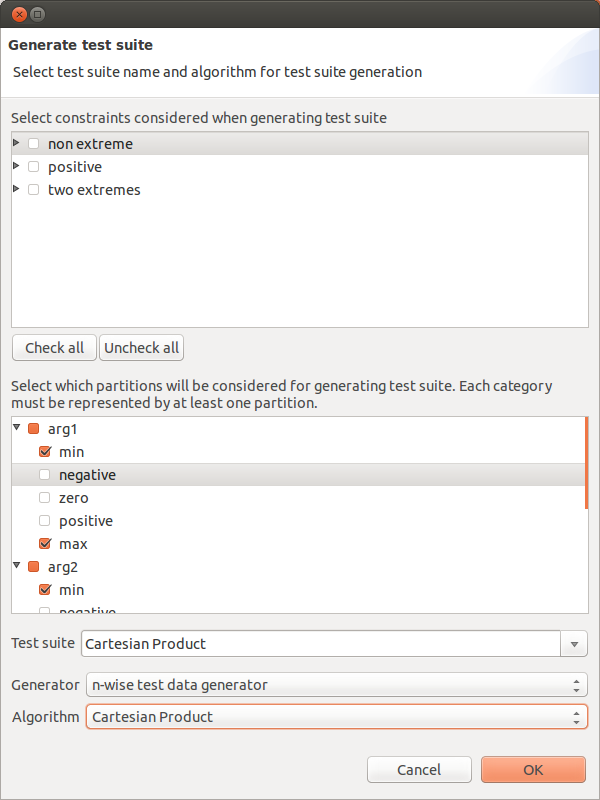 Generate test suite
Select test suite name and algorithm for test suite generation
Select constraints considered when generating test suite
non extreme
positive
two extremes
Check all Uncheck all
Select which partitions will be considered for generating test suite. Each category
must be represented by at least one partition.
arg1
min
negative
zero
positive
max
arg2
min
negative
Test suite Cartesian Product
Generator n-wise test data generator
Algorithm Cartesian Product
Cancel OK